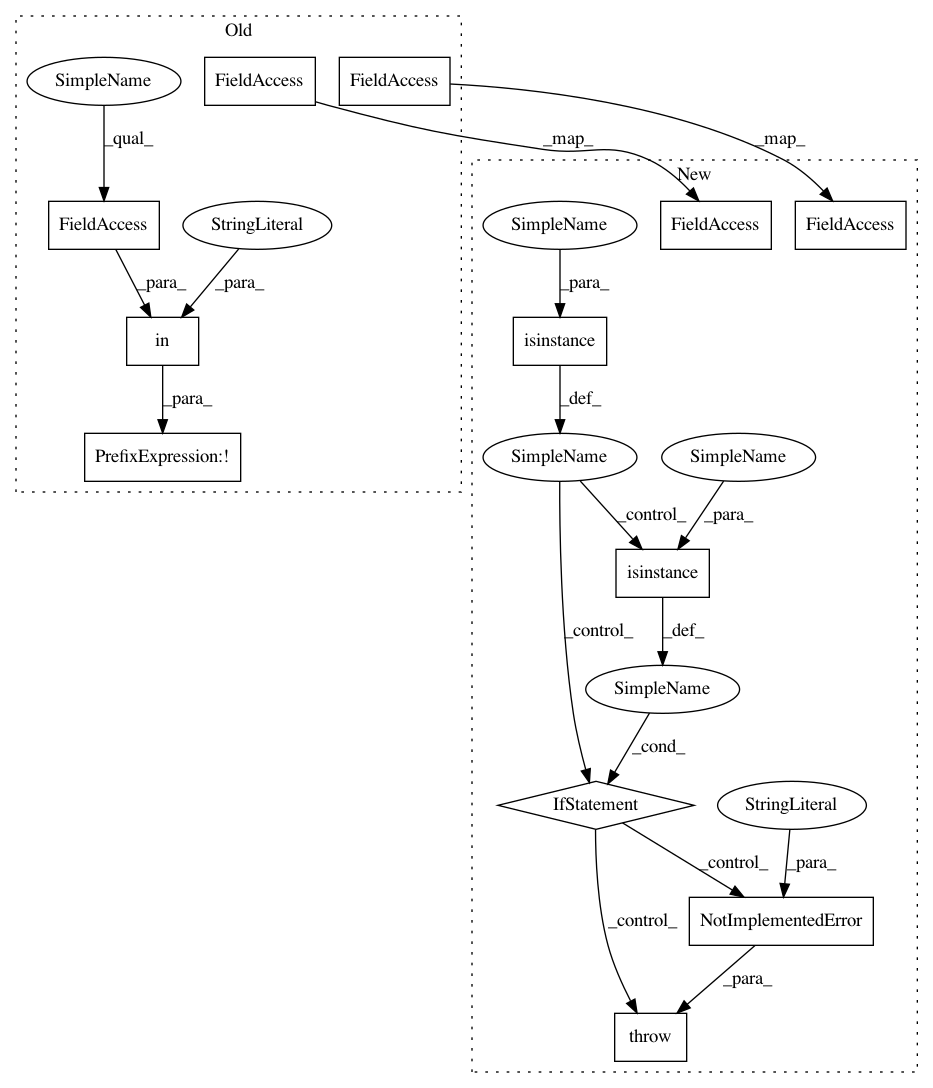 Old
SimpleName
FieldAccess
FieldAccess
_qual_
_map_
_map_
New
FieldAccess
StringLiteral
SimpleName
FieldAccess
FieldAccess
_para_
_para_
_para_
in
isinstance
_para_
_def_
PrefixExpression:!
SimpleName
SimpleName
_control_
_para_
isinstance
_control_
_def_
SimpleName
_cond_
IfStatement
StringLiteral
_control_
_para_
_control_
NotImplementedError
_para_
throw